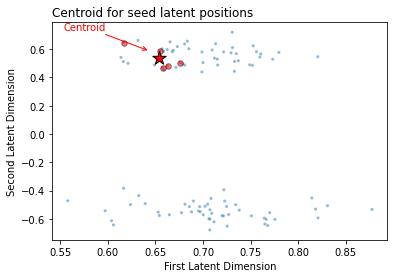 Centroid for seed latent positions
Centroid
Second Latent Dimension
0.6
0.4
0.2
0.0
−0.2
−0.4
−0.6
0.55 0.60 0.65 0.70 0.75 0.80 0.85
First Latent Dimension